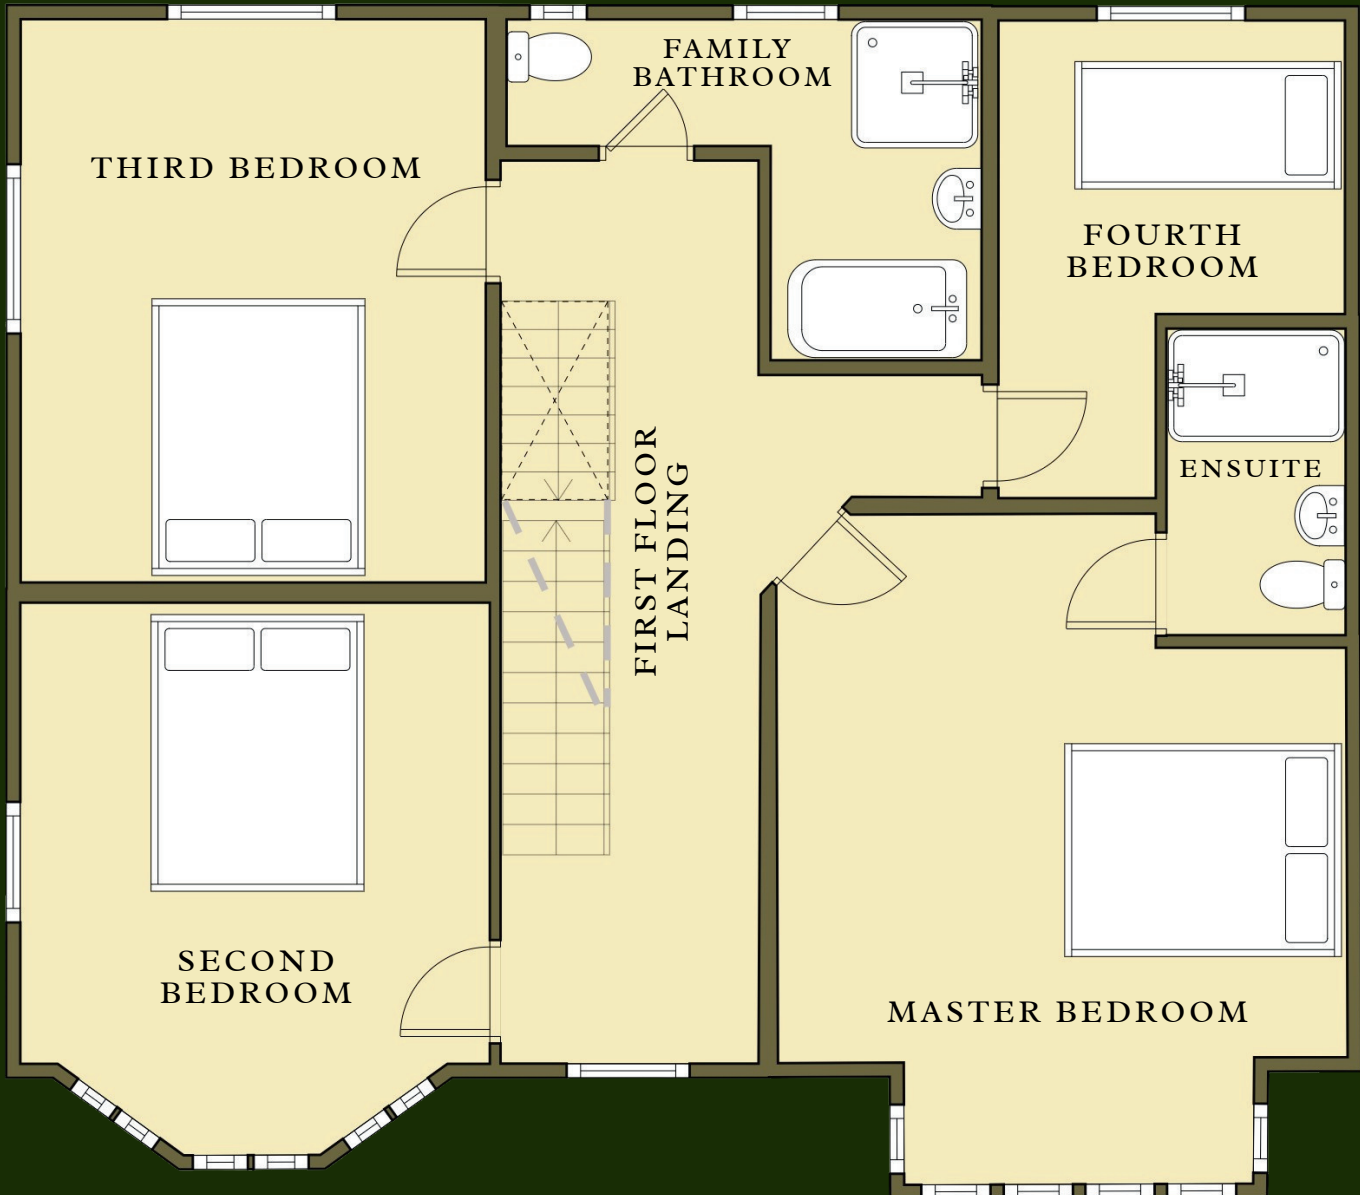 FAMILY
BATHROOM
THIRD BEDROOM
FOURTH
BEDROOM
ENSUITE
FIRST FLOOR
LANDING
SECOND
BEDROOM
MASTER BEDROOM